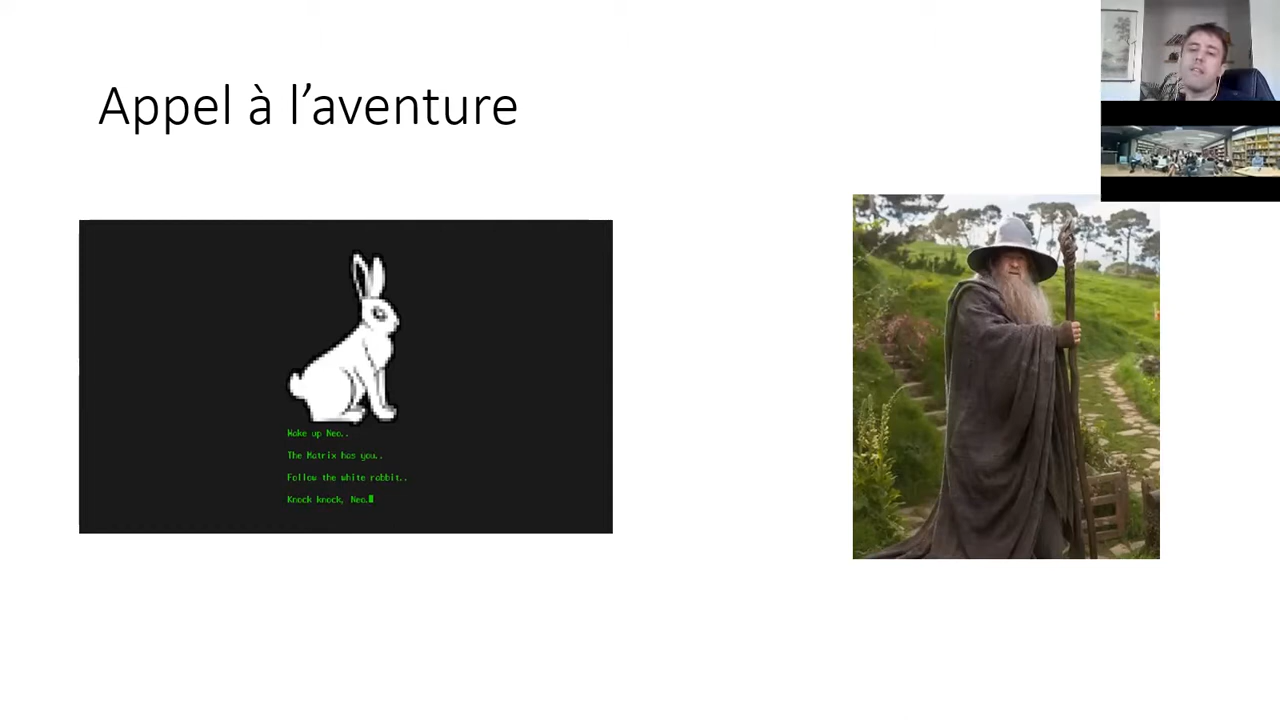 Appel à l’aventure
Wake up Neo..
The Matrix has you..
Follow the white rabbit..
Knock knock, Neo.